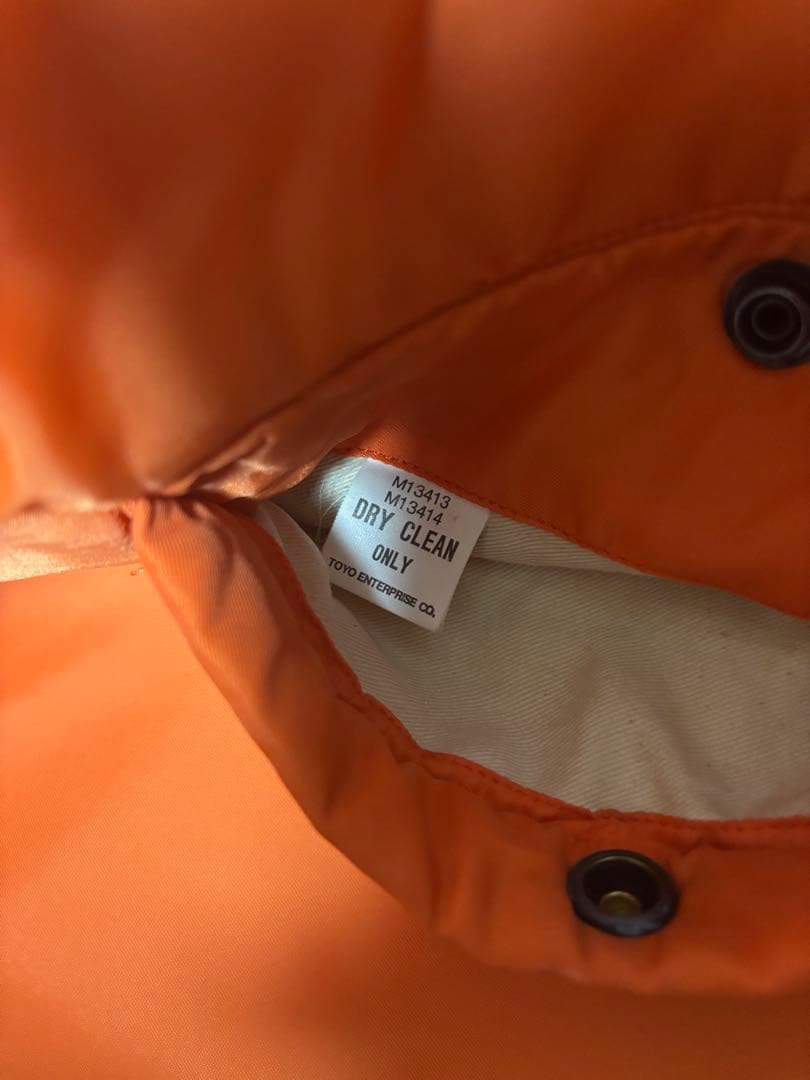 M13413
M13414
DRY CLEAN
ONLY
TOYO ENTERPRISE CO.